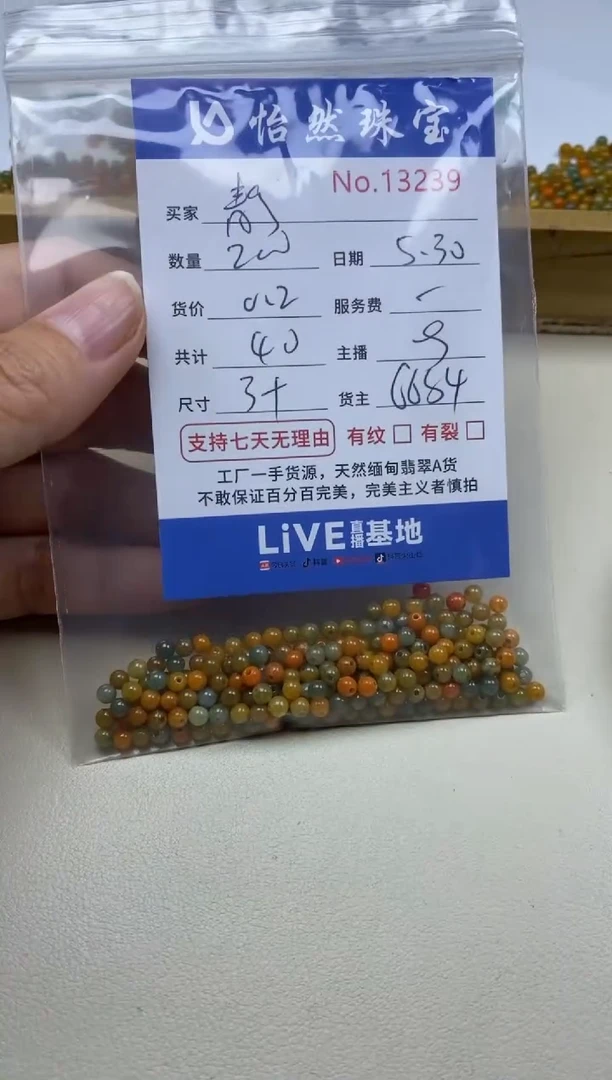 怡然珠宝
No.13239
买家
数量 200 日期 5.30
货价 0.2 服务费
共计 40 主播
尺寸 3+ 货主 6684
支持七天无理由 有纹 有裂
工厂一手货源，天然缅甸翡翠A货
不敢保证百分百完美，完美主义者慎拍
LiVE直播基地